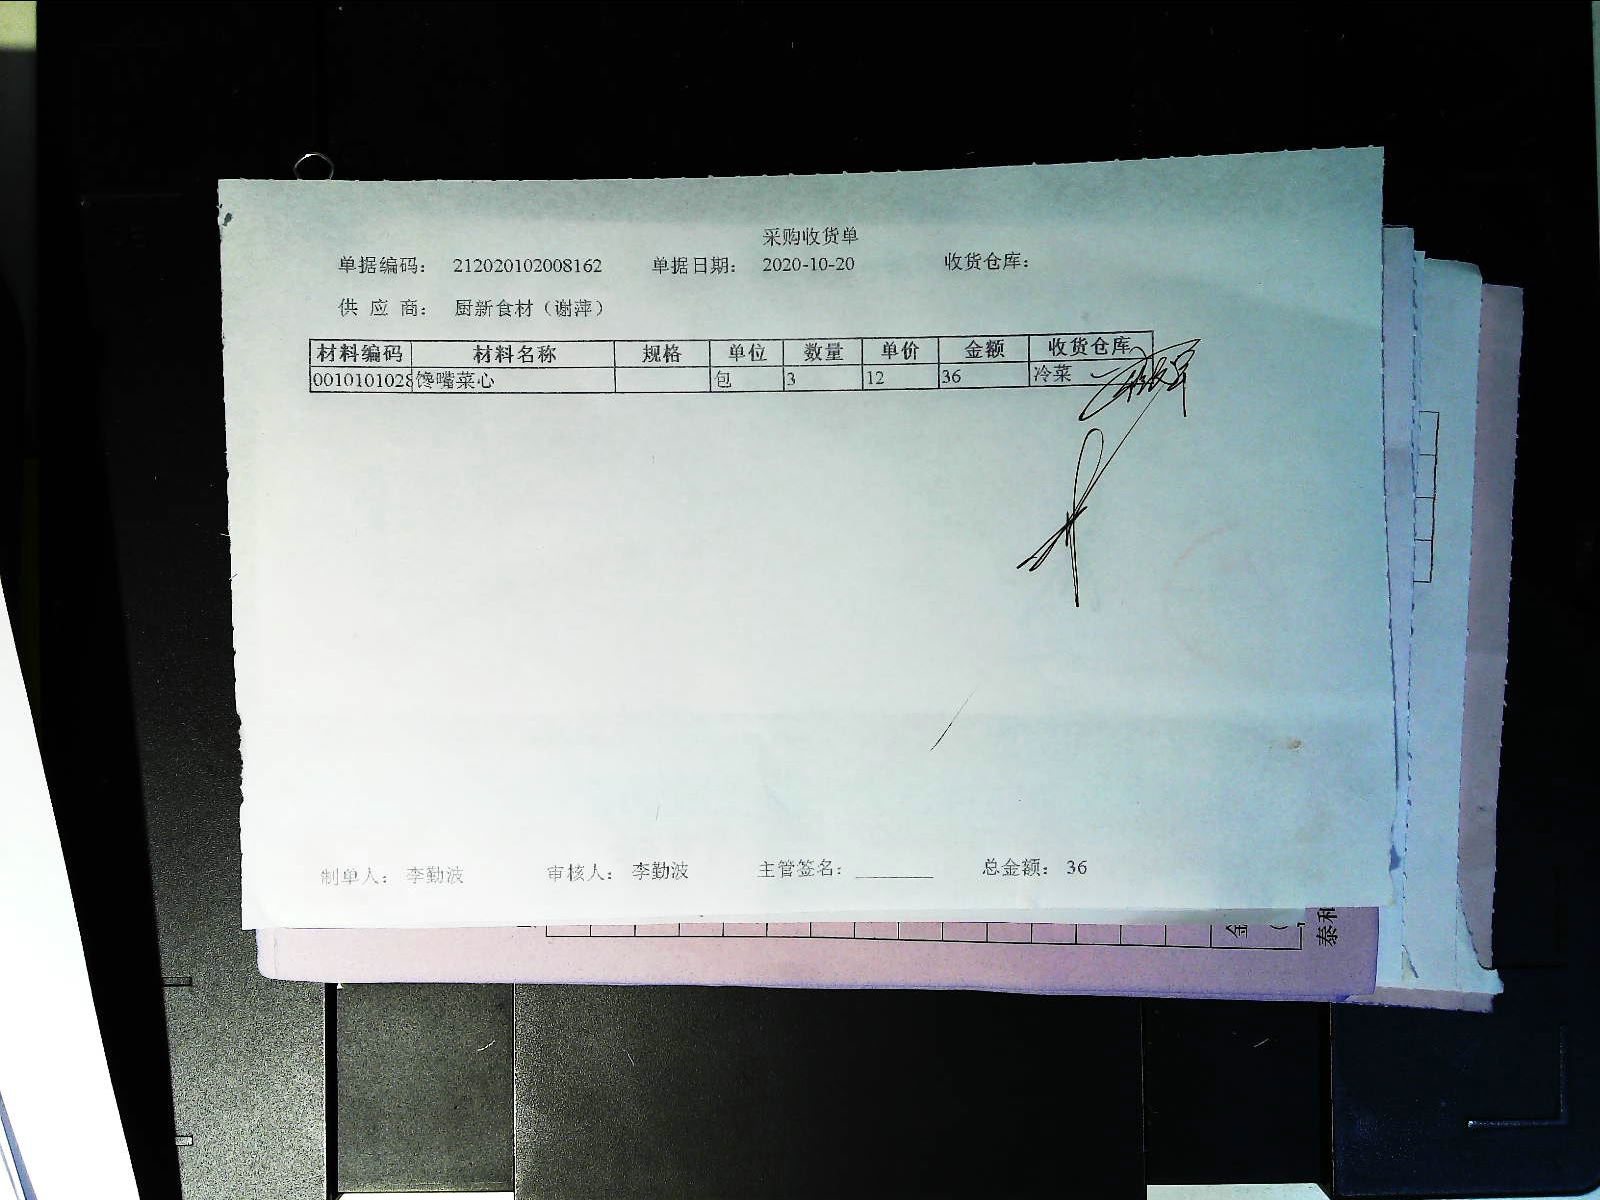 采购收货单
单据编码： 212020102008162 单据日期： 2020-10-20 收货仓库：
供 应 商： 厨新食材（谢萍）
材料编码 材料名称 规格 单位 数量 单价 金额 收货仓库
0010101028 馋嘴菜心 包 3 12 36 冷菜
制单人： 李勤波 审核人： 李勤波 主管签名： 总金额： 36
金
泰和